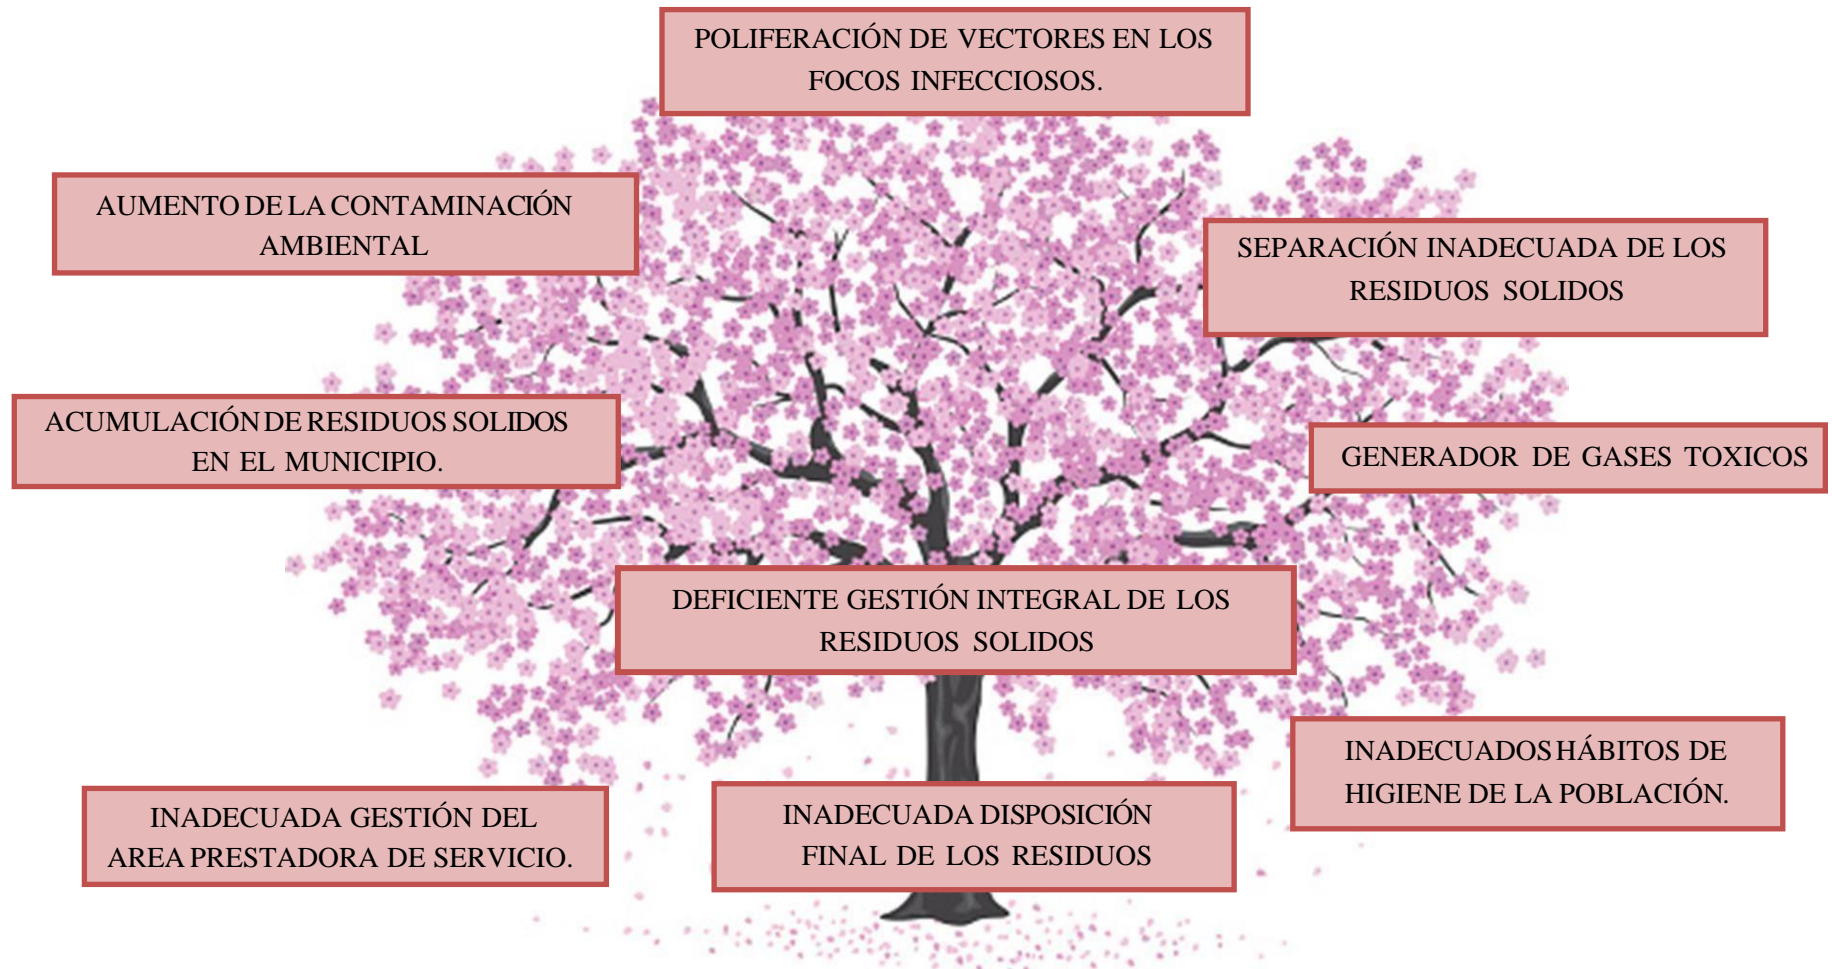 POLIFERACIÓN DE VECTORES EN LOS
FOCOS INFECCIOSOS.
AUMENTO DE LA CONTAMINACIÓN
AMBIENTAL
SEPARACIÓN INADECUADA DE LOS
RESIDUOS SOLIDOS
ACUMULACIÓN DE RESIDUOS SOLIDOS
EN EL MUNICIPIO.
GENERADOR DE GASES TOXICOS
DEFICIENTE GESTIÓN INTEGRAL DE LOS
RESIDUOS SOLIDOS
INADECUADOS HÁBITOS DE
HIGIENE DE LA POBLACIÓN.
INADECUADA GESTIÓN DEL
AREA PRESTADORA DE SERVICIO.
INADECUADA DISPOSICIÓN
FINAL DE LOS RESIDUOS